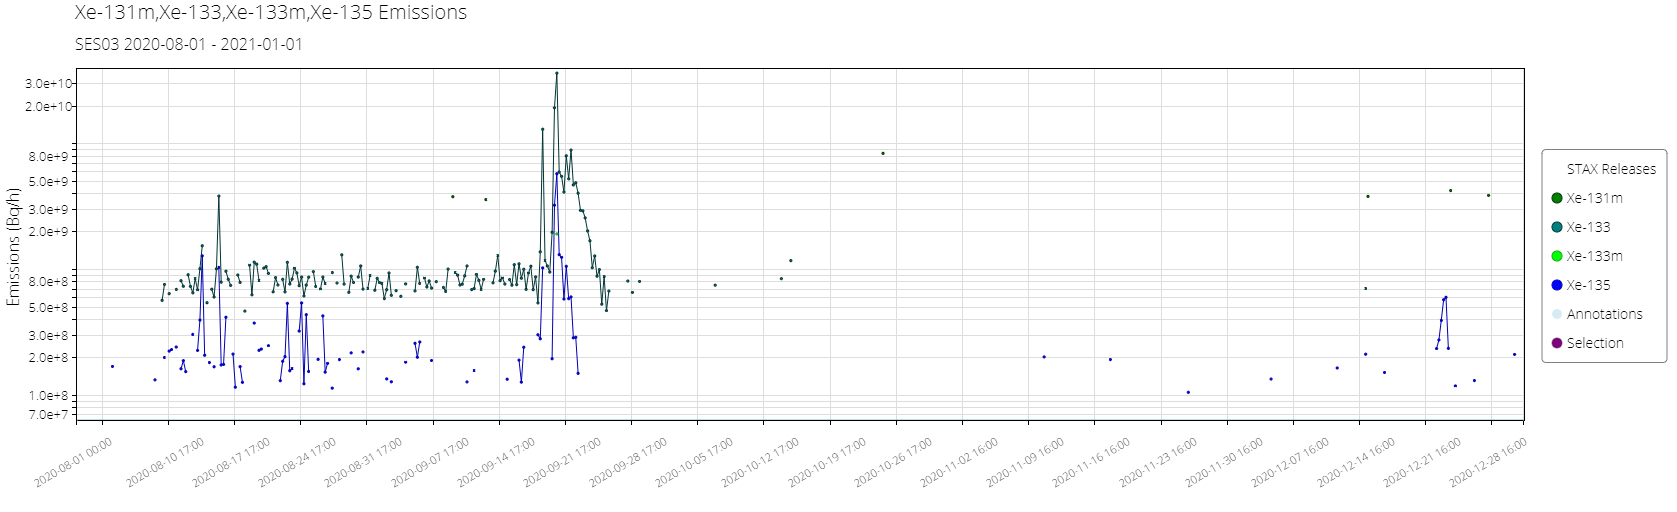 Xe-131m,Xe-133,Xe-133m,Xe-135 Emissions
SES03 2020-08-01 - 2021-01-01
Emissions (Bq/h)
3.0e+10
2.0e+10
8.0e+9
5.0e+9
3.0e+9
2.0e+9
8.0e+8
5.0e+8
3.0e+8
2.0e+8
1.0e+8
7.0e+7
2020-08-01 00:00
2020-08-10 17:00
2020-08-17 17:00
2020-08-24 17:00
2020-08-31 17:00
2020-09-07 17:00
2020-09-14 17:00
2020-09-21 17:00
2020-09-28 17:00
2020-10-05 17:00
2020-10-12 17:00
2020-10-19 17:00
2020-10-26 17:00
2020-11-02 16:00
2020-11-09 16:00
2020-11-16 16:00
2020-11-23 16:00
2020-11-30 16:00
2020-12-07 16:00
2020-12-14 16:00
2020-12-21 16:00
2020-12-28 16:00
STAX Releases
Xe-131m
Xe-133
Xe-133m
Xe-135
Annotations
Selection